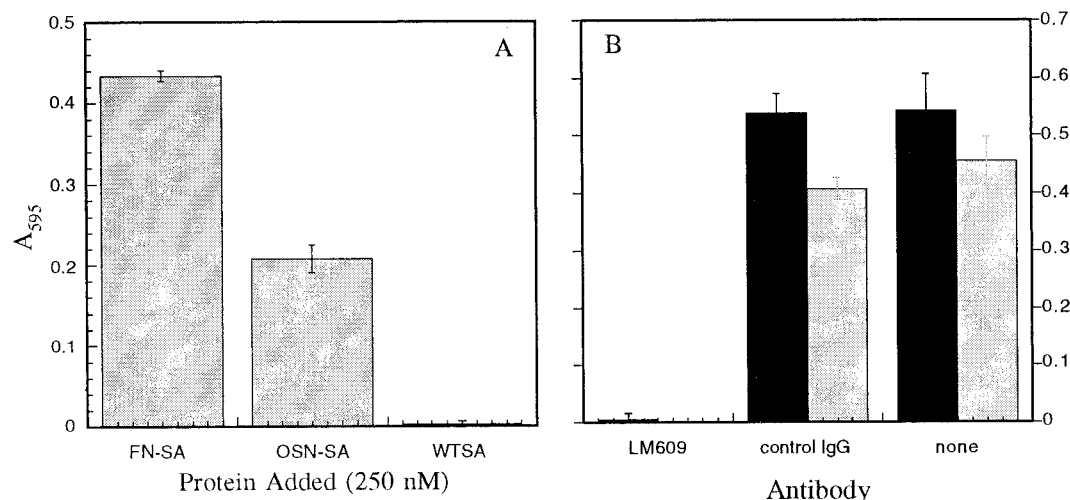 A
0.5
0.4
0.3
0.2
0.1
0
A595
FN-SA OSN-SA WTSA
Protein Added (250 nM)
B
0.7
0.6
0.5
0.4
0.3
0.2
0.1
0
LM609 control IgG none
Antibody